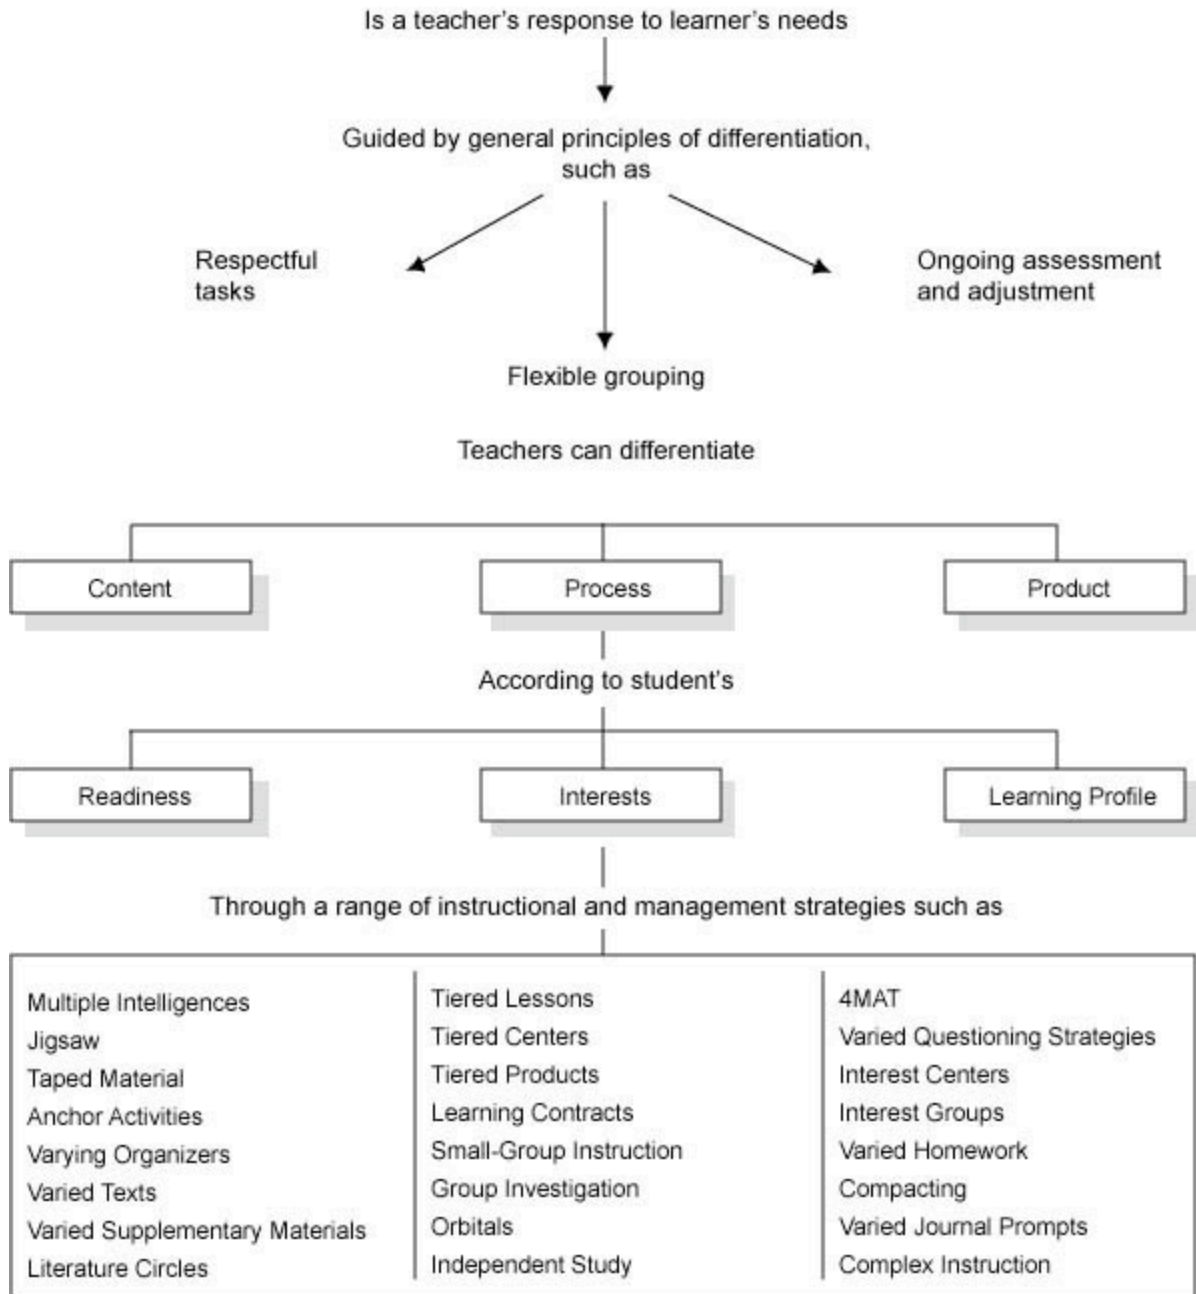 Is a teacher's response to learner's needs
Guided by general principles of differentiation,
such as
Respectful
tasks
Ongoing assessment
and adjustment
Flexible grouping
Teachers can differentiate
Content
Process
Product
According to student's
Readiness
Interests
Learning Profile
Through a range of instructional and management strategies such as
Multiple Intelligences
Jigsaw
Taped Material
Anchor Activities
Varying Organizers
Varied Texts
Varied Supplementary Materials
Literature Circles
Tiered Lessons
Tiered Centers
Tiered Products
Learning Contracts
Small-Group Instruction
Group Investigation
Orbitals
Independent Study
4MAT
Varied Questioning Strategies
Interest Centers
Interest Groups
Varied Homework
Compacting
Varied Journal Prompts
Complex Instruction